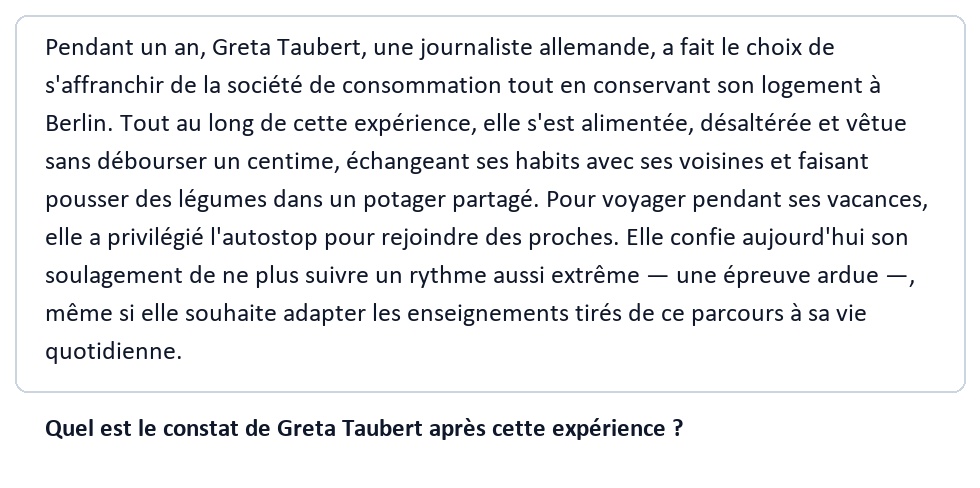 Pendant un an, Greta Taubert, une journaliste allemande, a fait le choix de
s'affranchir de la société de consommation tout en conservant son logement à
Berlin. Tout au long de cette expérience, elle s'est alimentée, désaltérée et vêtue
sans débourser un centime, échangeant ses habits avec ses voisines et faisant
pousser des légumes dans un potager partagé. Pour voyager pendant ses vacances,
elle a privilégié l'autostop pour rejoindre des proches. Elle confie aujourd'hui son
soulagement de ne plus suivre un rythme aussi extrême — une épreuve ardue —,
même si elle souhaite adapter les enseignements tirés de ce parcours à sa vie
quotidienne.
Quel est le constat de Greta Taubert après cette expérience ?